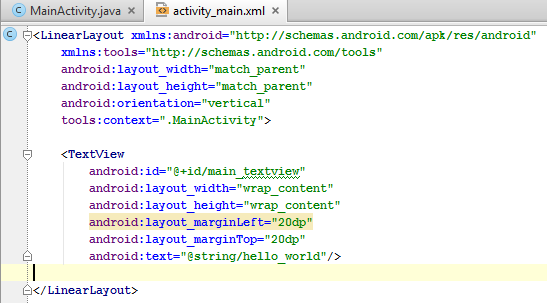 MainActivity.java × activity_main.xml ×
C <LinearLayout xmlns:android="http://schemas.android.com/apk/res/android"
xmlns:tools="http://schemas.android.com/tools"
android:layout_width="match_parent"
android:layout_height="match_parent"
android:orientation="vertical"
tools:context=".MainActivity">
<TextView
android:id="@+id/main_textview"
android:layout_width="wrap_content"
android:layout_height="wrap_content"
android:layout_marginLeft="20dp"
android:layout_marginTop="20dp"
android:text="@string/hello_world"/>
</LinearLayout>